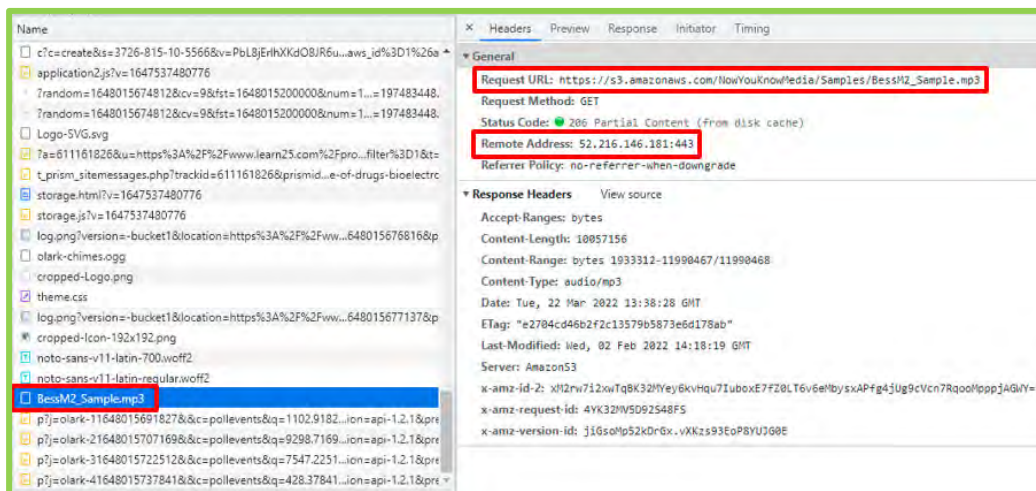 Name
c?c=create&s=3726-815-10-5566&v=PbL8jErlhXKdO8JR6u...aws_id%3D1%26a
application2.js?v=1647537480776
?random=1648015674812&cv=9&fst=1648015200000&num=1...=197483448.
?random=1648015674812&cv=9&fst=1648015200000&num=1...=197483448.
Logo-SVG.svg
?a=611161826&u=https%3A%2F%2Fwww.learn25.com%2Fpro...filter%3D1&t=
t_prism_sitemessages.php?trackid=611161826&prismid...e-of-drugs-bioelectrc
storage.html?v=1647537480776
storage.js?v=1647537480776
log.png?version=-bucket1&location=https%3A%2F%2Fww...648015676816&p
olark-chimes.ogg
cropped-Logo.png
theme.css
log.png?version=-bucket1&location=https%3A%2F%2Fww...648015677137&p
cropped-Icon-192x192.png
noto-sans-v11-latin-700.woff2
noto-sans-v11-latin-regular.woff2
BessM2_Sample.mp3
p?j=olark-11648015691827&&c=pollevents&q=1102.9182...ion=api-1.2.1&pre
p?j=olark-21648015707169&&c=pollevents&q=9298.7169...ion=api-1.2.1&pre
p?j=olark-31648015722512&&c=pollevents&q=7547.2251...ion=api-1.2.1&pre
p?j=olark-41648015737841&&c=pollevents&q=428.37841...ion=api-1.2.1&pre
× Headers Preview Response Initiator Timing
General
Request URL: https://s3.amazonaws.com/NowYouKnowMedia/Samples/BessM2_Sample.mp3
Request Method: GET
Status Code: 206 Partial Content (from disk cache)
Remote Address: 52.216.146.181:443
Referrer Policy: no-referrer-when-downgrade
Response Headers View source
Accept-Ranges: bytes
Content-Length: 10057156
Content-Range: bytes 1933312-11990467/11990468
Content-Type: audio/mp3
Date: Tue, 22 Mar 2022 13:38:28 GMT
ETag: "e2704cd46b2f2c13579b5873e6d178ab"
Last-Modified: Wed, 02 Feb 2022 14:18:19 GMT
Server: AmazonS3
x-amz-id-2: xM2rw7i2xwTqBK32MYey6kvHqu7IuboxE7fZ0LT6v6eMbysxAPfg4jUg9cVcn7RqooMpppjAGWY=
x-amz-request-id: 4YK32MV5D92S48FS
x-amz-version-id: jiGsoMp52kDrGx.vXKzs93EoP8YUJG0E